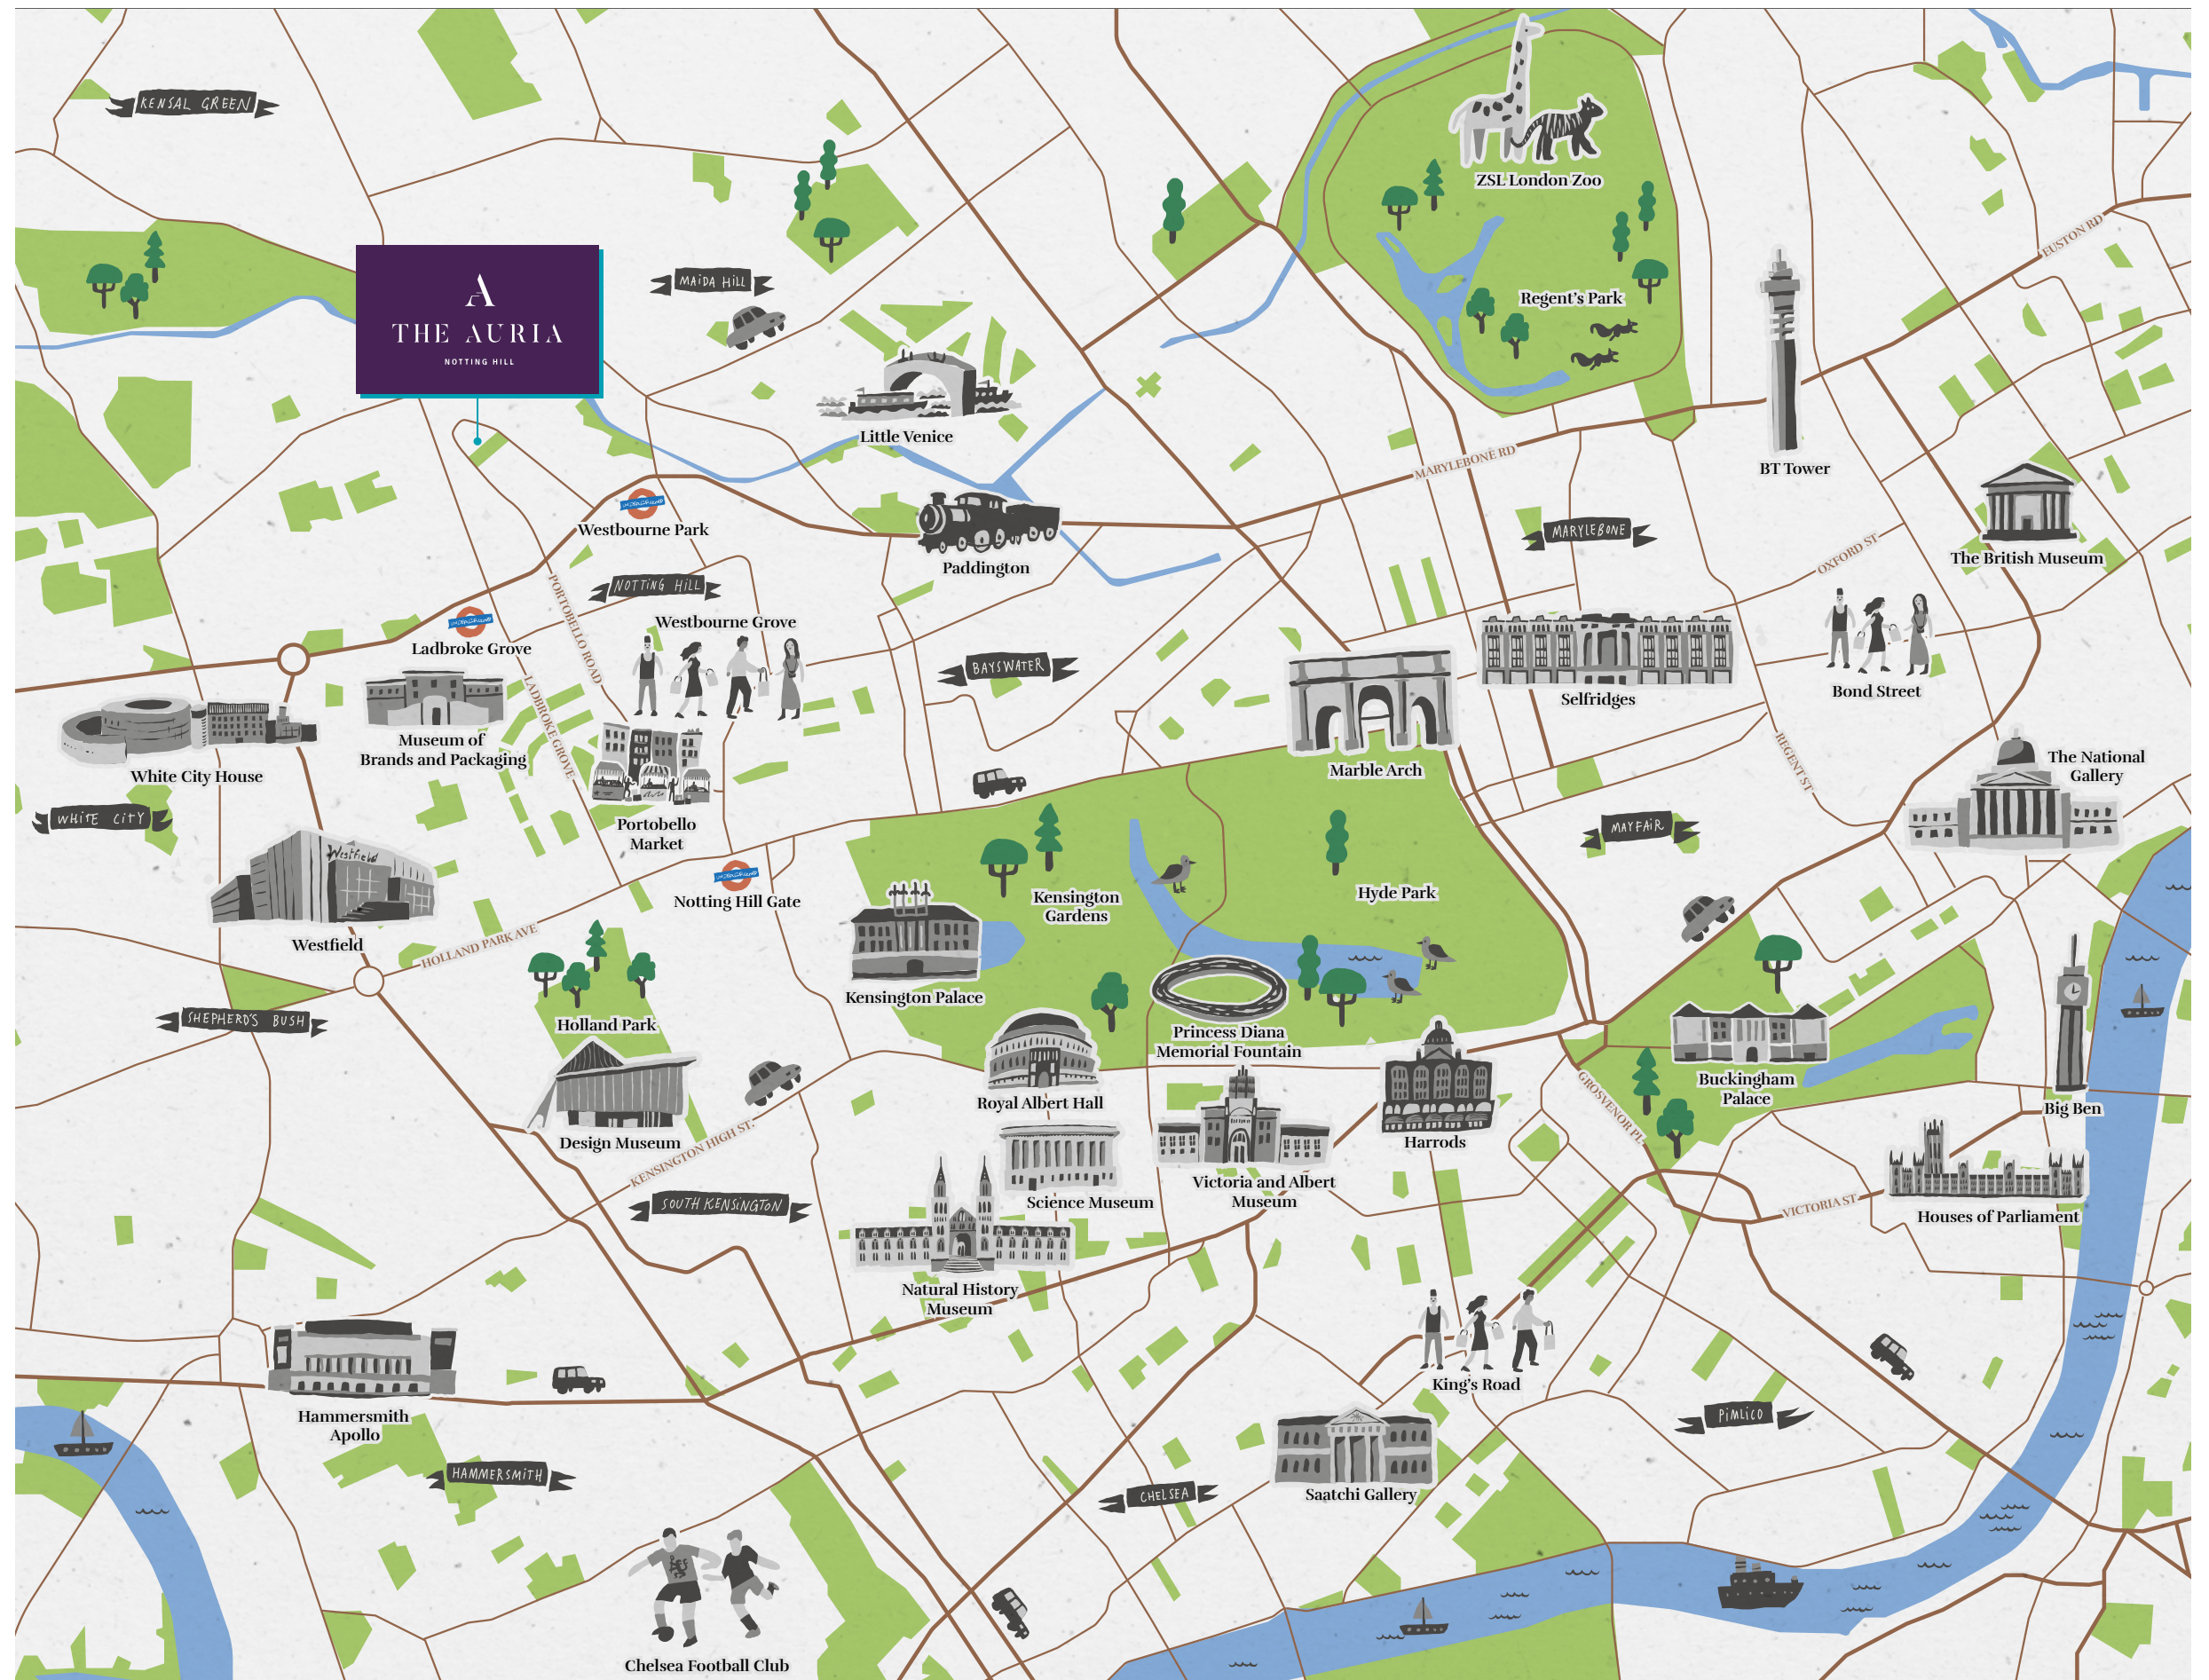 KENSAL GREEN
ZSL London Zoo
EUSTON RD
MAIDA HILL
A
THE AURIA
NOTTING HILL
Regent's Park
Little Venice
MARYLEBONE RD
BT Tower
Westbourne Park
MARYLEBONE
OXFORD ST
The British Museum
Paddington
NOTTING HILL
PORTOBELLO ROAD
Westbourne Grove
Ladbroke Grove
BAYSWATER
Bond Street
Selfridges
LADBROKE GROVE
Museum of
Brands and Packaging
White City House
REGENT ST
The National
Gallery
Marble Arch
WHITE CITY
Portobello
Market
MAYFAIR
Westfield
Notting Hill Gate
Kensington
Gardens
Hyde Park
Westfield
HOLLAND PARK AVE
Kensington Palace
SHEPHERD'S BUSH
Holland Park
Princess Diana
Memorial Fountain
Buckingham
Palace
GROSVENOR PL
Royal Albert Hall
Big Ben
Design Museum
KENSINGTON HIGH ST.
Harrods
Victoria and Albert
Museum
SOUTH KENSINGTON
Science Museum
VICTORIA ST
Houses of Parliament
Natural History
Museum
King's Road
Hammersmith
Apollo
PIMLICO
HAMMERSMITH
CHELSEA
Saatchi Gallery
Chelsea Football Club